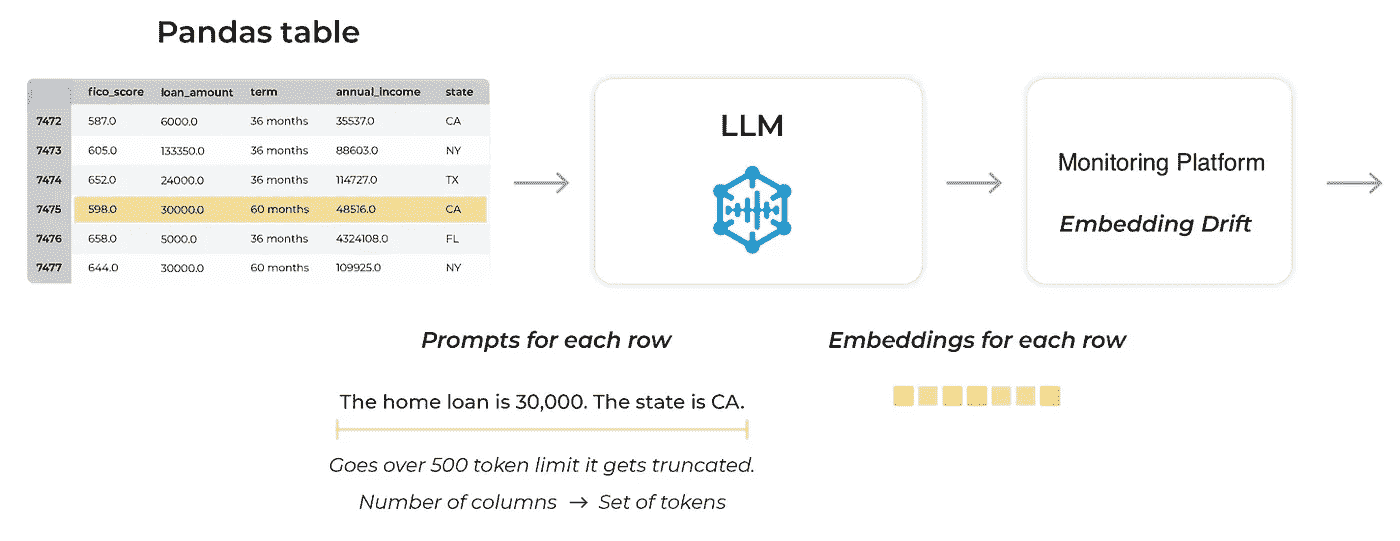 Pandas table
fico_score loan_amount term annual_income state
7472 587.0 6000.0 36 months 35537.0 CA
7473 605.0 133350.0 36 months 88603.0 NY
7474 652.0 24000.0 36 months 114727.0 TX
7475 598.0 30000.0 60 months 48516.0 CA
7476 658.0 5000.0 36 months 4324108.0 FL
7477 644.0 30000.0 60 months 109925.0 NY
LLM
Monitoring Platform
Embedding Drift
Prompts for each row
Embeddings for each row
The home loan is 30,000. The state is CA.
Goes over 500 token limit it gets truncated.
Number of columns → Set of tokens